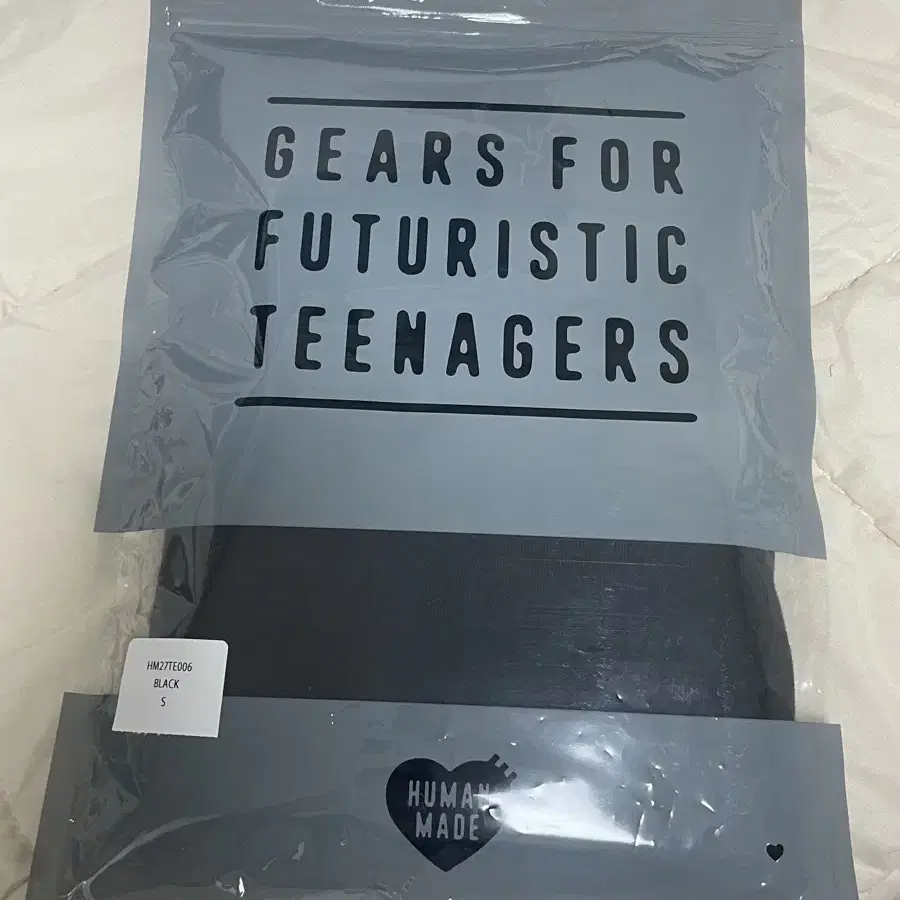 GEARS FOR
FUTURISTIC
TEENAGERS
HM27TE006
BLACK
S
HUMAN
MADE